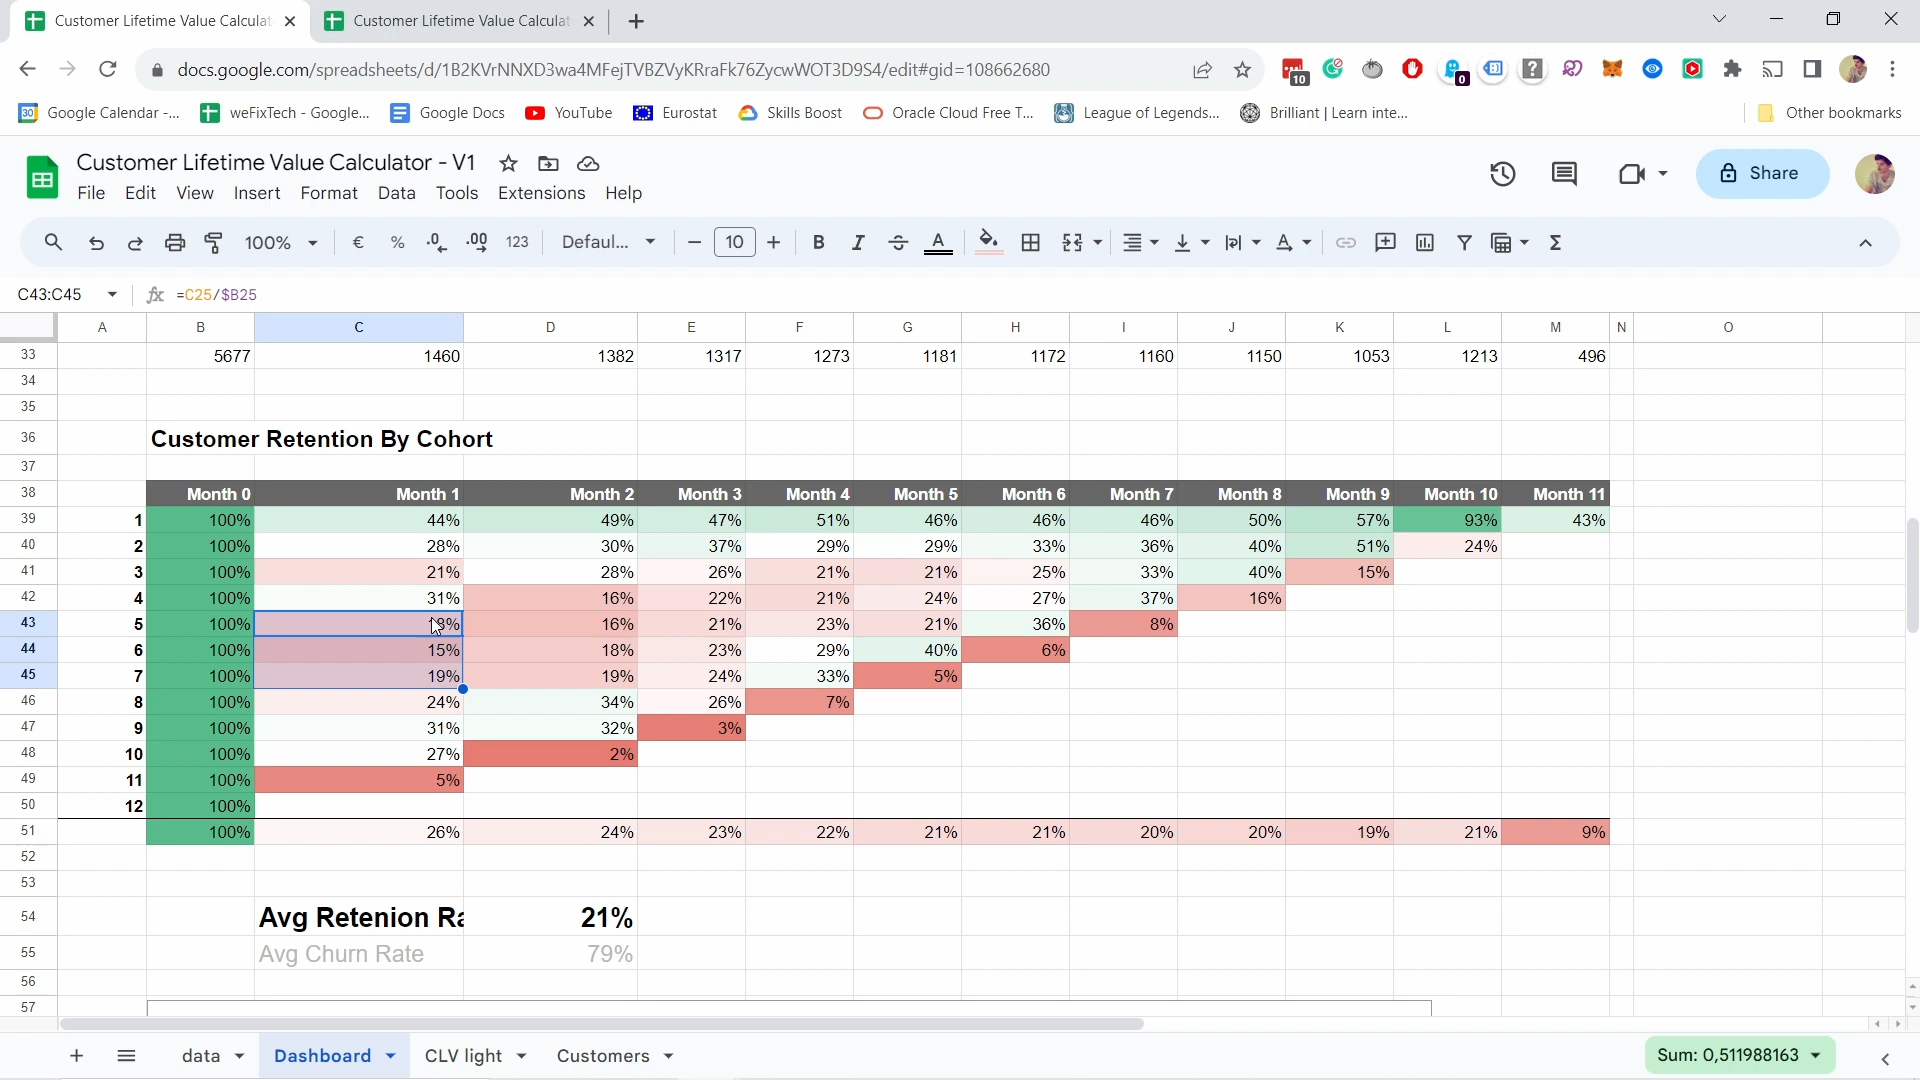 Customer Lifetime Value Calculat
Customer Lifetime Value Calculat
docs.google.com/spreadsheets/d/1B2KVrNNXD3wa4MFejTVBZVyKRraFk76ZycwWOT3D9S4/edit#gid=108662680
10
0
30 Google Calendar -... weFixTech - Google... Google Docs YouTube Eurostat Skills Boost Oracle Cloud Free T... League of Legends... Brilliant | Learn inte... Other bookmarks
Customer Lifetime Value Calculator - V1
File Edit View Insert Format Data Tools Extensions Help
Share
100% € % .0 .00 123 Defaul... 10 B I S A Σ
C43:C45 fx =C25/$B25
A B C D E F G H I J K L M N O
33 5677 1460 1382 1317 1273 1181 1172 1160 1150 1053 1213 496
34
35
36 Customer Retention By Cohort
37
38 Month 0 Month 1 Month 2 Month 3 Month 4 Month 5 Month 6 Month 7 Month 8 Month 9 Month 10 Month 11
39 1 100% 44% 49% 47% 51% 46% 46% 46% 50% 57% 93% 43%
40 2 100% 28% 30% 37% 29% 29% 33% 36% 40% 51% 24%
41 3 100% 21% 28% 26% 21% 21% 25% 33% 40% 15%
42 4 100% 31% 16% 22% 21% 24% 27% 37% 16%
43 5 100% 16% 21% 23% 21% 36% 8%
44 6 100% 15% 18% 23% 29% 40% 6%
45 7 100% 19% 19% 24% 33% 5%
46 8 100% 24% 34% 26% 7%
47 9 100% 31% 32% 3%
48 10 100% 27% 2%
49 11 100% 5%
50 12 100%
51 100% 26% 24% 23% 22% 21% 21% 20% 20% 19% 21% 9%
52
53
54 Avg Retenion Ra 21%
55 Avg Churn Rate 79%
56
57
data Dashboard CLV light Customers Sum: 0,511988163